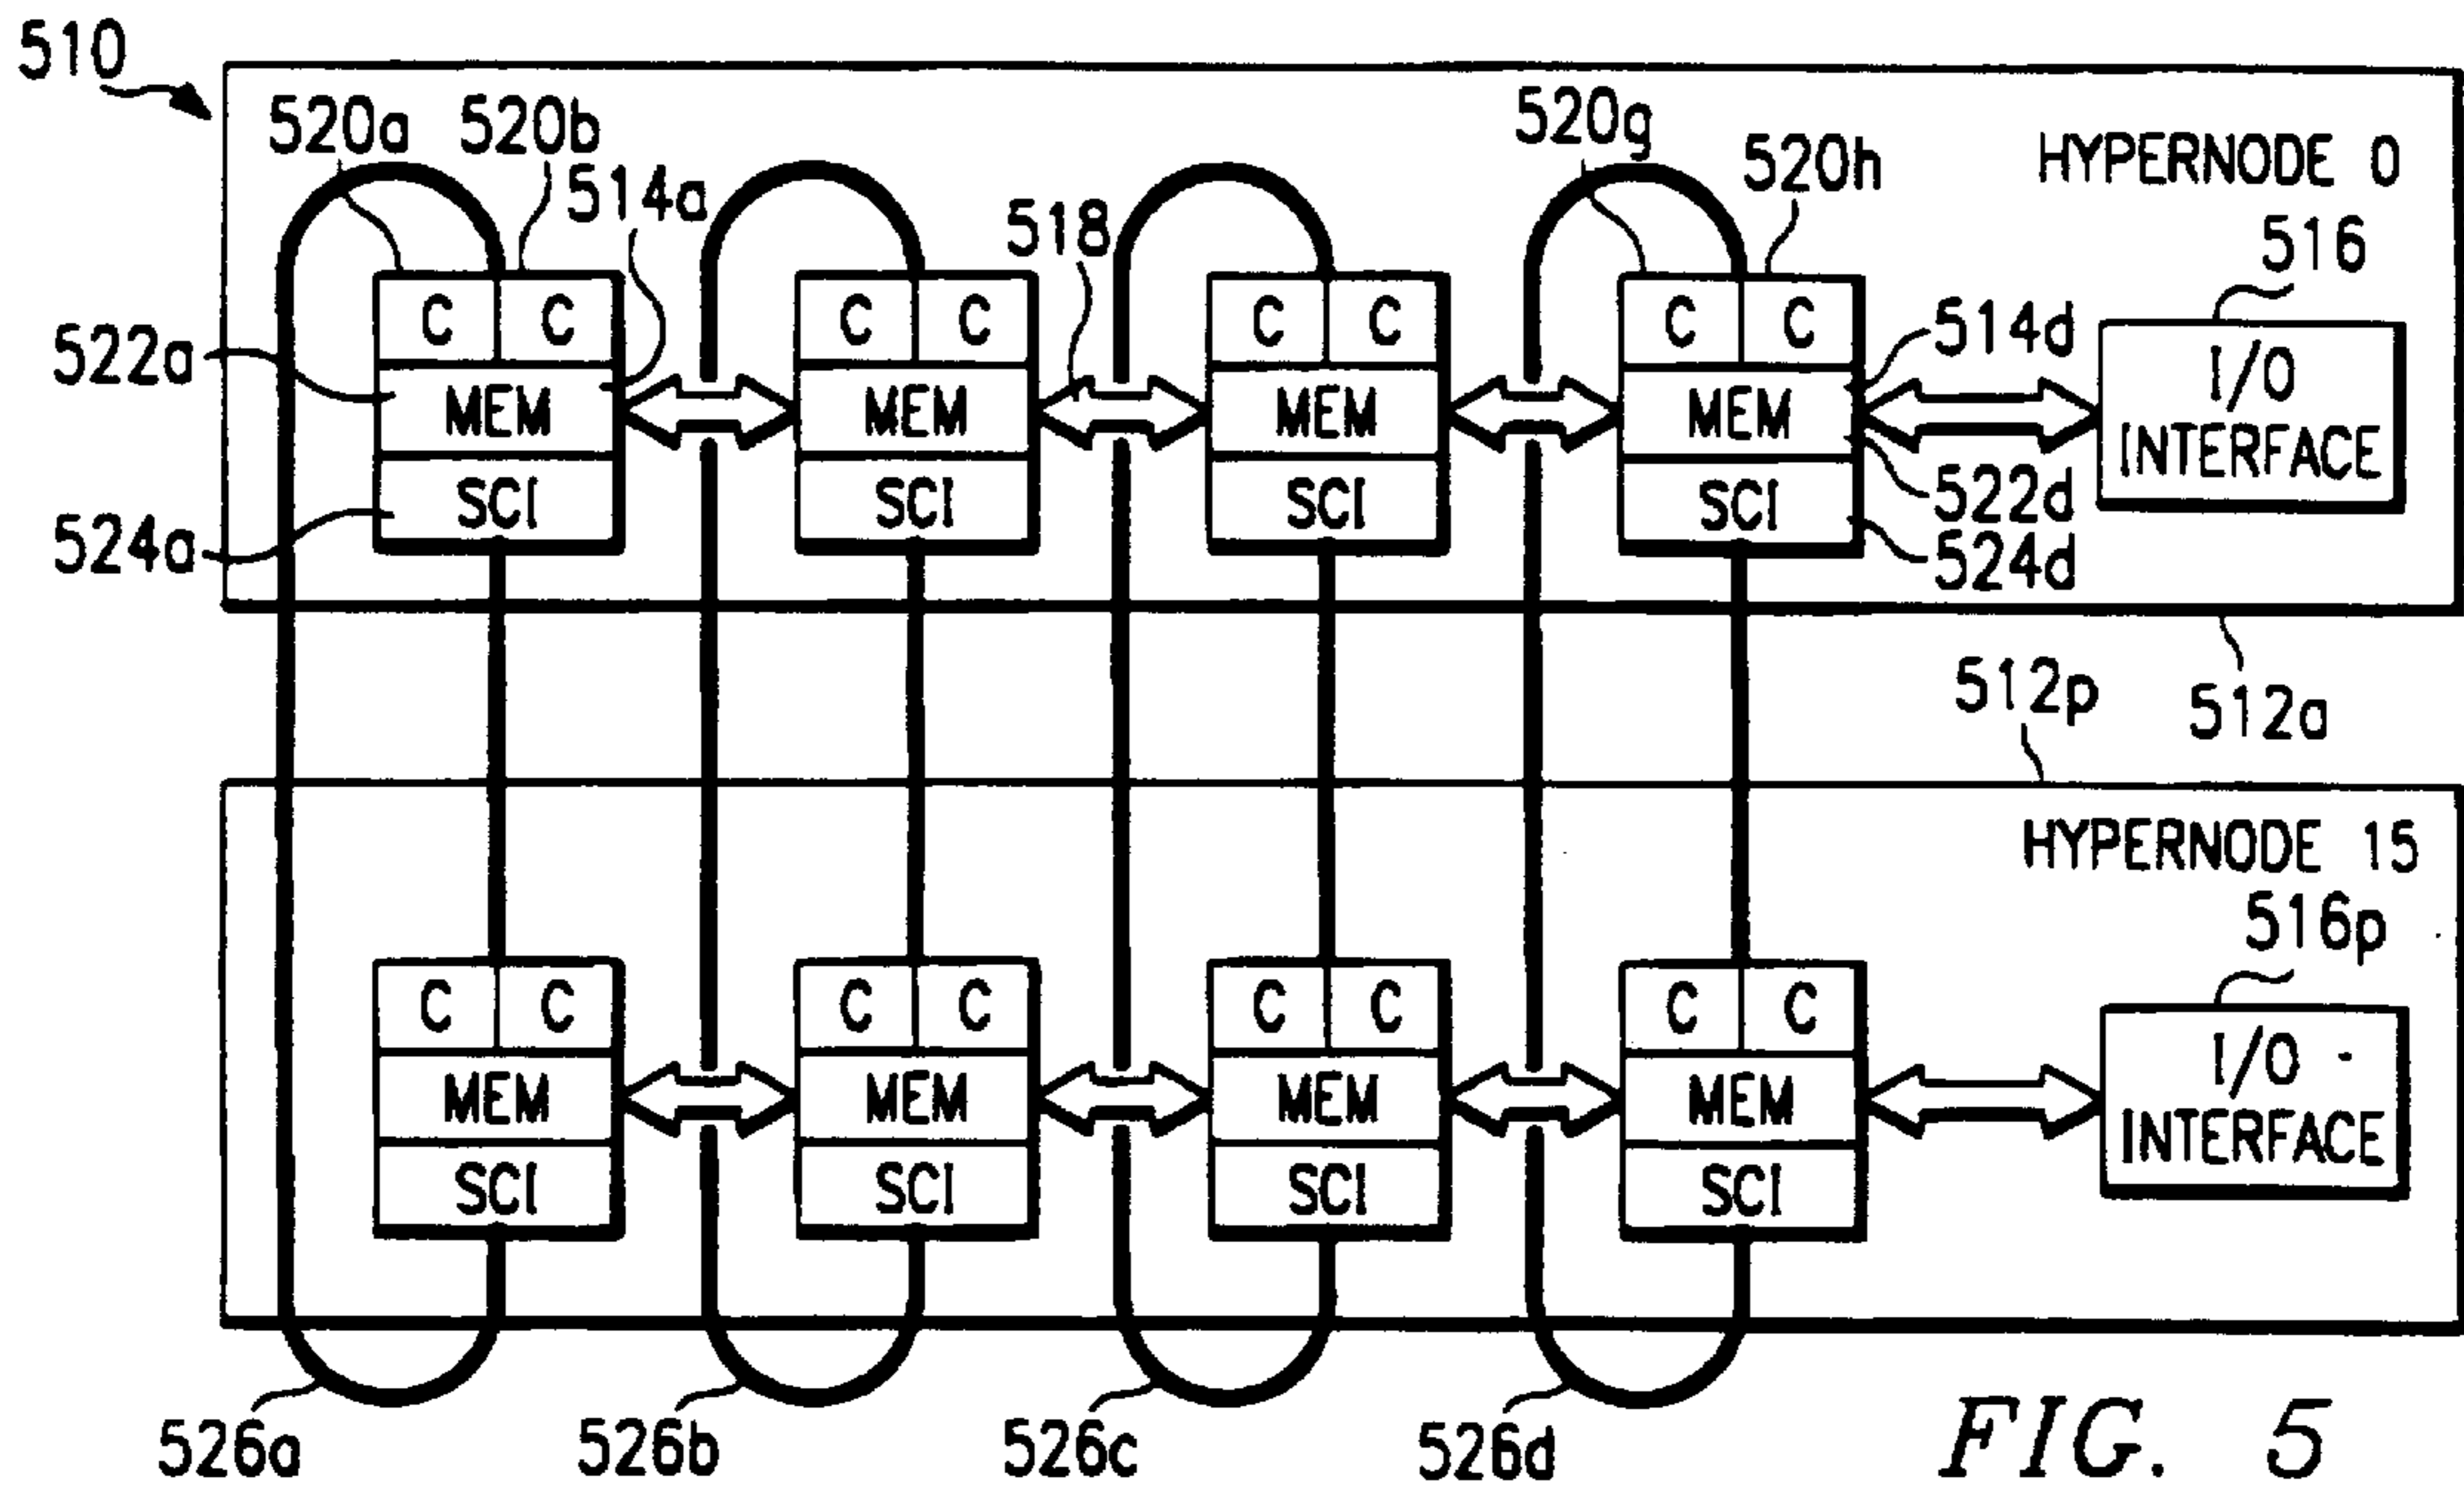 510
520a 520b
514a
518
520g
520h
HYPERNODE 0
516
522a
C C
C C
C C
C C
514d
I/O
INTERFACE
MEM
MEM
MEM
MEM
522d
524a
SCI
SCI
SCI
SCI
524d
512p
512a
HYPERNODE 15
516p
C C
C C
C C
C C
I/O
INTERFACE
MEM
MEM
MEM
MEM
SCI
SCI
SCI
SCI
526a
526b
526c
526d
FIG. 5